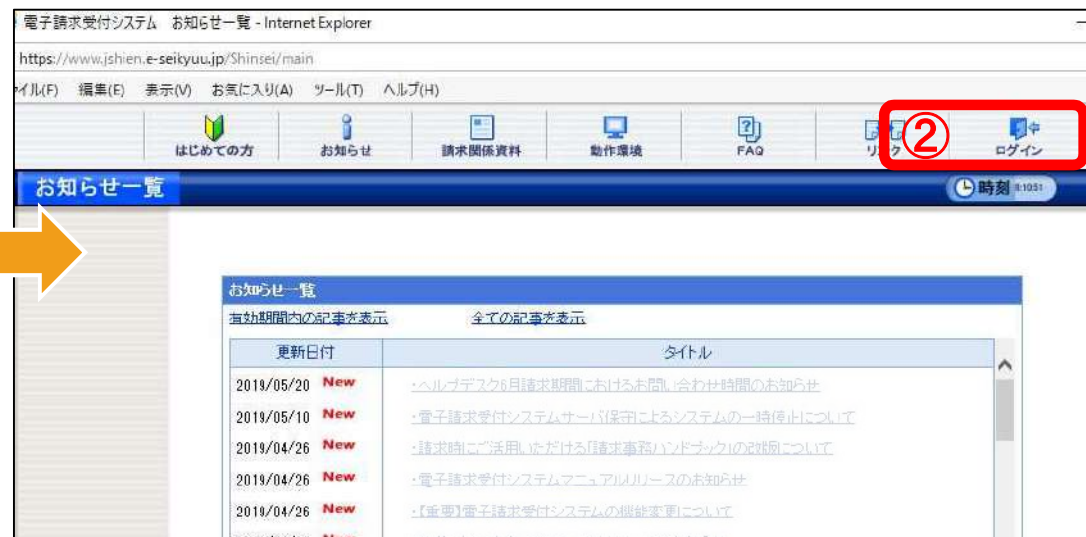 電子請求受付システム　お知らせ一覧 - Internet Explorer
https://www.jshien.e-seikyuu.jp/Shinsei/main
イル(F) 編集(E) 表示(V) お気に入り(A) ツール(T) ヘルプ(H)
はじめての方 お知らせ 請求関係資料 動作環境 FAQ ② ログイン
お知らせ一覧 時刻
お知らせ一覧
有効期間内の記事を表示 全ての記事を表示
更新日付 タイトル
2019/05/20 New ・ヘルプデスク6月請求期間におけるお問い合わせ時間のお知らせ
2019/05/10 New ・電子請求受付システムサーバ保守によるシステムの一時停止について
2019/04/26 New ・請求時にご活用いただける「請求事務ハンドブック」の改版について
2019/04/26 New ・電子請求受付システムマニュアルリリースのお知らせ
2019/04/26 New ・【重要】電子請求受付システムの機能変更について